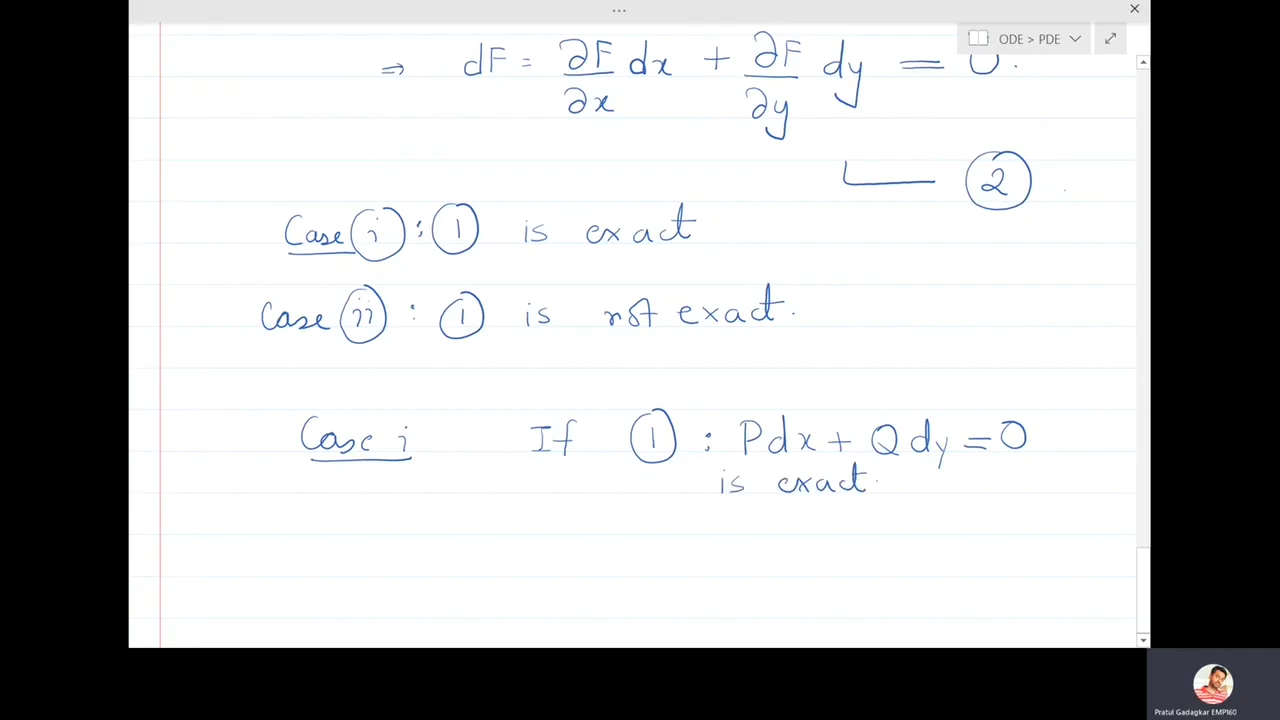 ODE > PDE
⇒ dF = ∂F/∂x dx + ∂F/∂y dy = 0.
②
Case (i) : ① is exact
Case (ii) : ① is not exact.
Case i If ① : Pdx + Qdy = 0
is exact.
Pratul Gadagkar EMP160